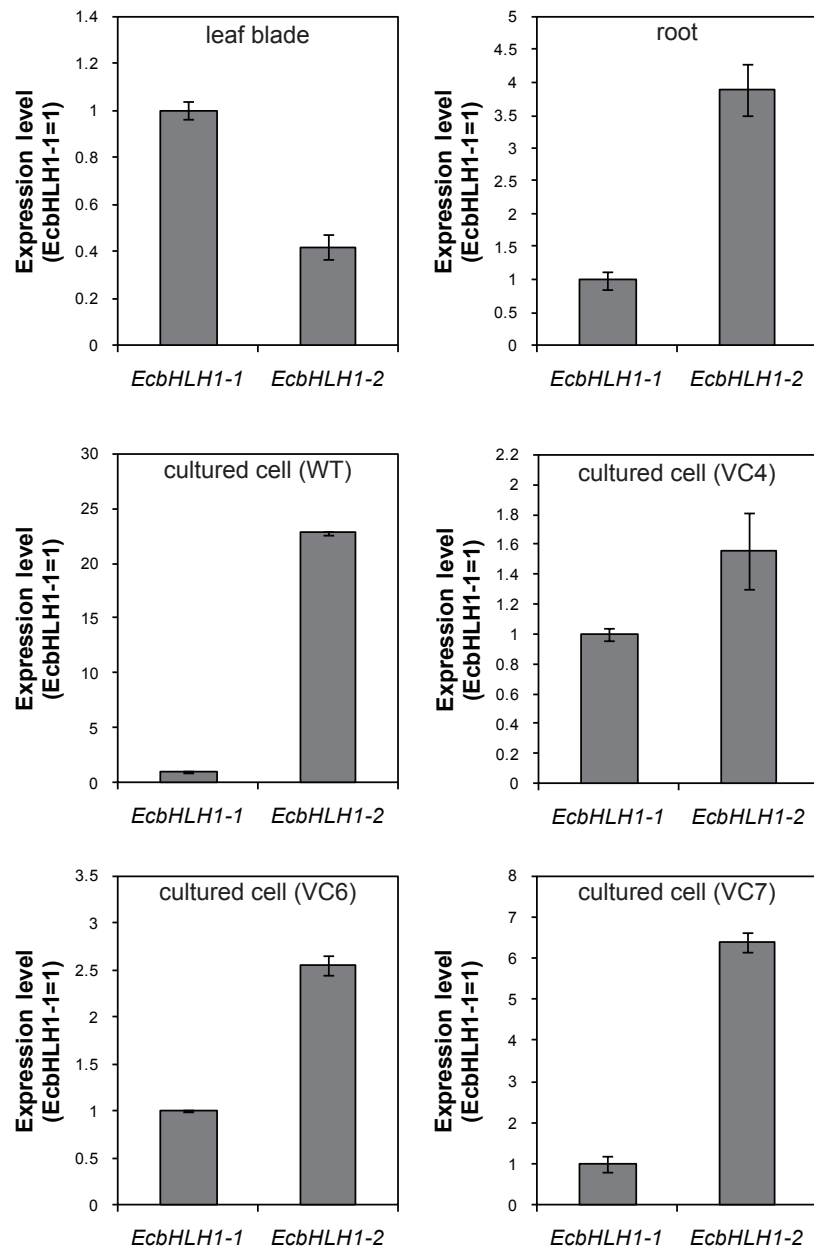 leaf blade
Expression level
(EcbHLH1-1=1)
1.4
1.2
1
0.8
0.6
0.4
0.2
0
EcbHLH1-1
EcbHLH1-2
root
Expression level
(EcbHLH1-1=1)
5
4.5
4
3.5
3
2.5
2
1.5
1
0.5
0
EcbHLH1-1
EcbHLH1-2
cultured cell (WT)
Expression level
(EcbHLH1-1=1)
30
25
20
15
10
5
0
EcbHLH1-1
EcbHLH1-2
cultured cell (VC4)
Expression level
(EcbHLH1-1=1)
2.2
2
1.8
1.6
1.4
1.2
1
0.8
0.6
0.4
0.2
0
EcbHLH1-1
EcbHLH1-2
cultured cell (VC6)
Expression level
(EcbHLH1-1=1)
3.5
3
2.5
2
1.5
1
0.5
0
EcbHLH1-1
EcbHLH1-2
cultured cell (VC7)
Expression level
(EcbHLH1-1=1)
8
7
6
5
4
3
2
1
0
EcbHLH1-1
EcbHLH1-2